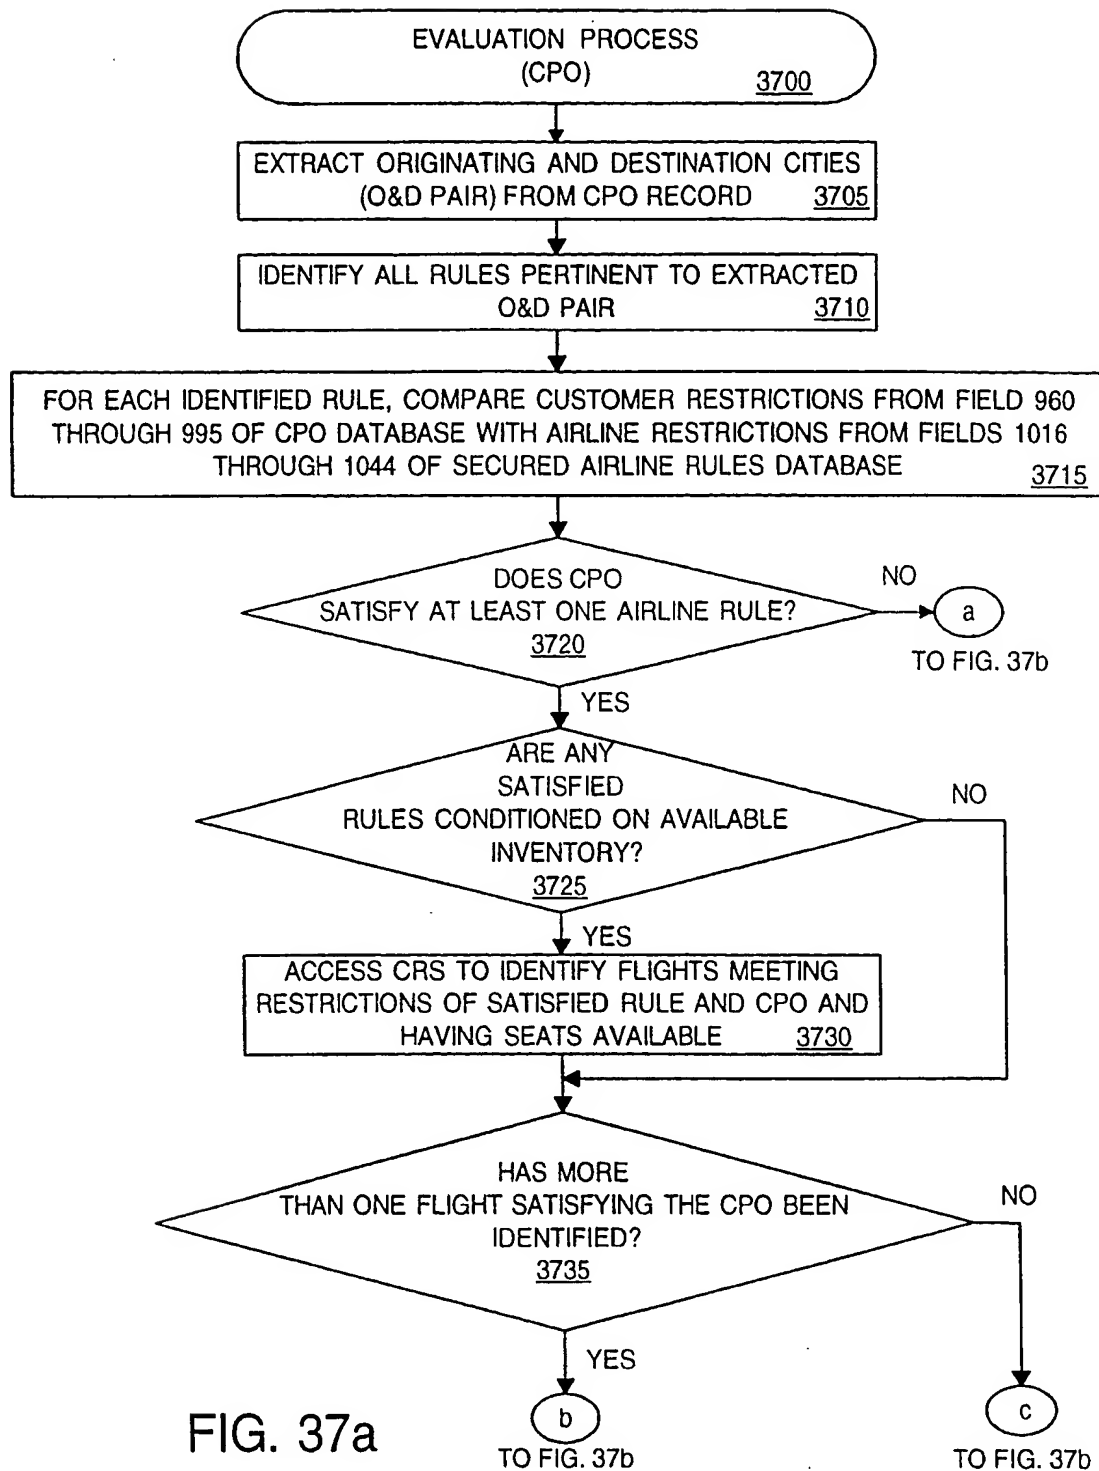 EVALUATION PROCESS
(CPO)
3700
EXTRACT ORIGINATING AND DESTINATION CITIES
(O&D PAIR) FROM CPO RECORD 3705
IDENTIFY ALL RULES PERTINENT TO EXTRACTED
O&D PAIR 3710
FOR EACH IDENTIFIED RULE, COMPARE CUSTOMER RESTRICTIONS FROM FIELD 960
THROUGH 995 OF CPO DATABASE WITH AIRLINE RESTRICTIONS FROM FIELDS 1016
THROUGH 1044 OF SECURED AIRLINE RULES DATABASE
3715
DOES CPO
SATISFY AT LEAST ONE AIRLINE RULE?
3720
NO
a
TO FIG. 37b
YES
ARE ANY
SATISFIED
RULES CONDITIONED ON AVAILABLE
INVENTORY?
3725
NO
YES
ACCESS CRS TO IDENTIFY FLIGHTS MEETING
RESTRICTIONS OF SATISFIED RULE AND CPO AND
HAVING SEATS AVAILABLE 3730
HAS MORE
THAN ONE FLIGHT SATISFYING THE CPO BEEN
IDENTIFIED?
3735
NO
YES
b
TO FIG. 37b
c
TO FIG. 37b
FIG. 37a